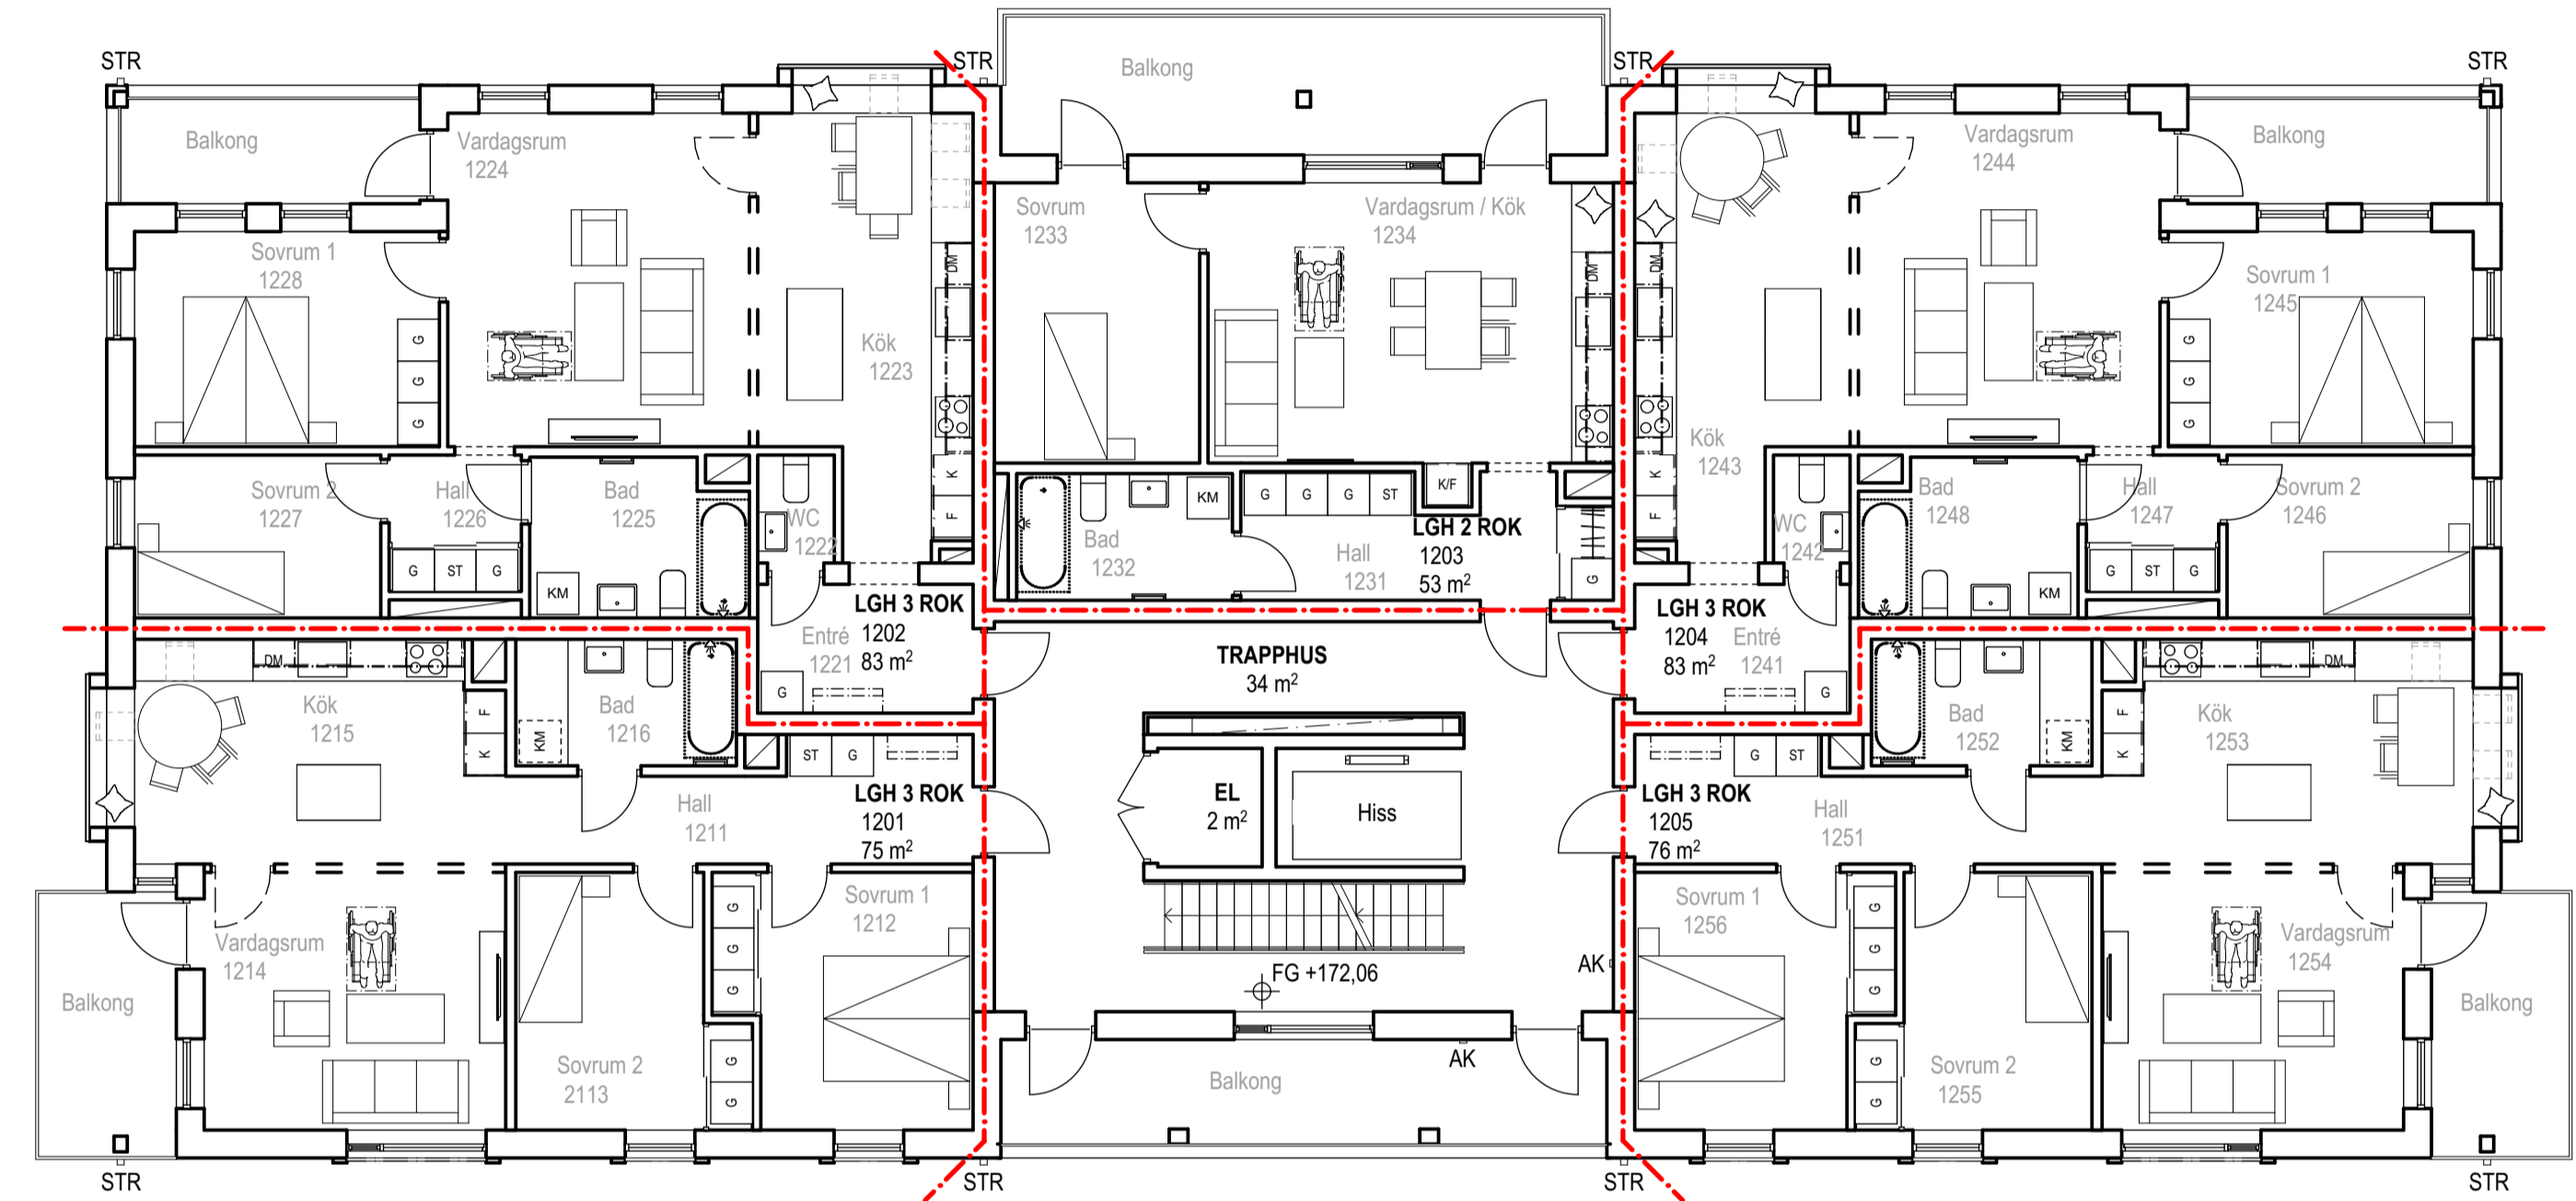 STR
STR
STR
STR
Balkong
Balkong
Vardagsrum
1224
Vardagsrum
1244
Balkong
Sovrum
1233
Vardagsrum / Kök
1234
Sovrum 1
1228
DM
DM
DM
Sovrum 1
1245
G
G
G
Kök
1223
Kök
1243
G
G
G
K
F
K
F
Sovrum 2
1227
Hall
1226
Bad
1225
WC
1222
KM
G
G
G
ST
K/F
LGH 2 ROK
1203
53 m²
Bad
1232
Hall
1231
G
WC
1242
Bad
1248
Hall
1247
Sovrum 2
1246
G
ST
G
KM
G
ST
G
KM
LGH 3 ROK
1202
83 m²
Entré
1221
G
LGH 3 ROK
1204
83 m²
Entré
1241
G
TRAPPHUS
34 m²
DM
DM
Kök
1215
F
K
Bad
1216
KM
ST
G
G
ST
Bad
1252
KM
F
K
Kök
1253
Hall
1211
LGH 3 ROK
1201
75 m²
EL
2 m²
Hiss
LGH 3 ROK
1205
76 m²
Hall
1251
Sovrum 1
1212
Sovrum 1
1256
G
G
G
G
G
G
Vardagsrum
1214
Vardagsrum
1254
FG +172,06
AK
Balkong
Balkong
Sovrum 2
2113
G
G
Balkong
AK
G
G
Sovrum 2
1255
STR
STR
STR
STR